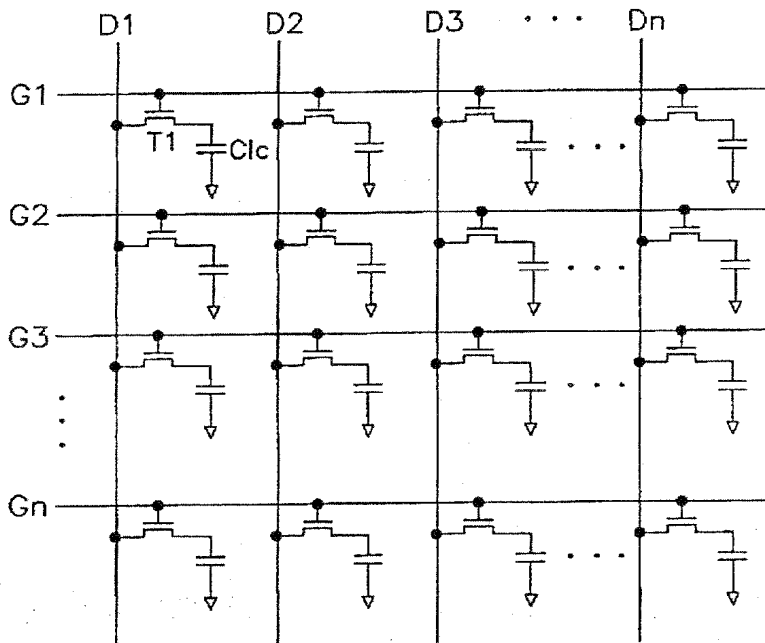 D1 D2 D3 . . . Dn
G1
T1 Clc
. . .
G2
. . .
G3
. . .
. . .
Gn
. . .